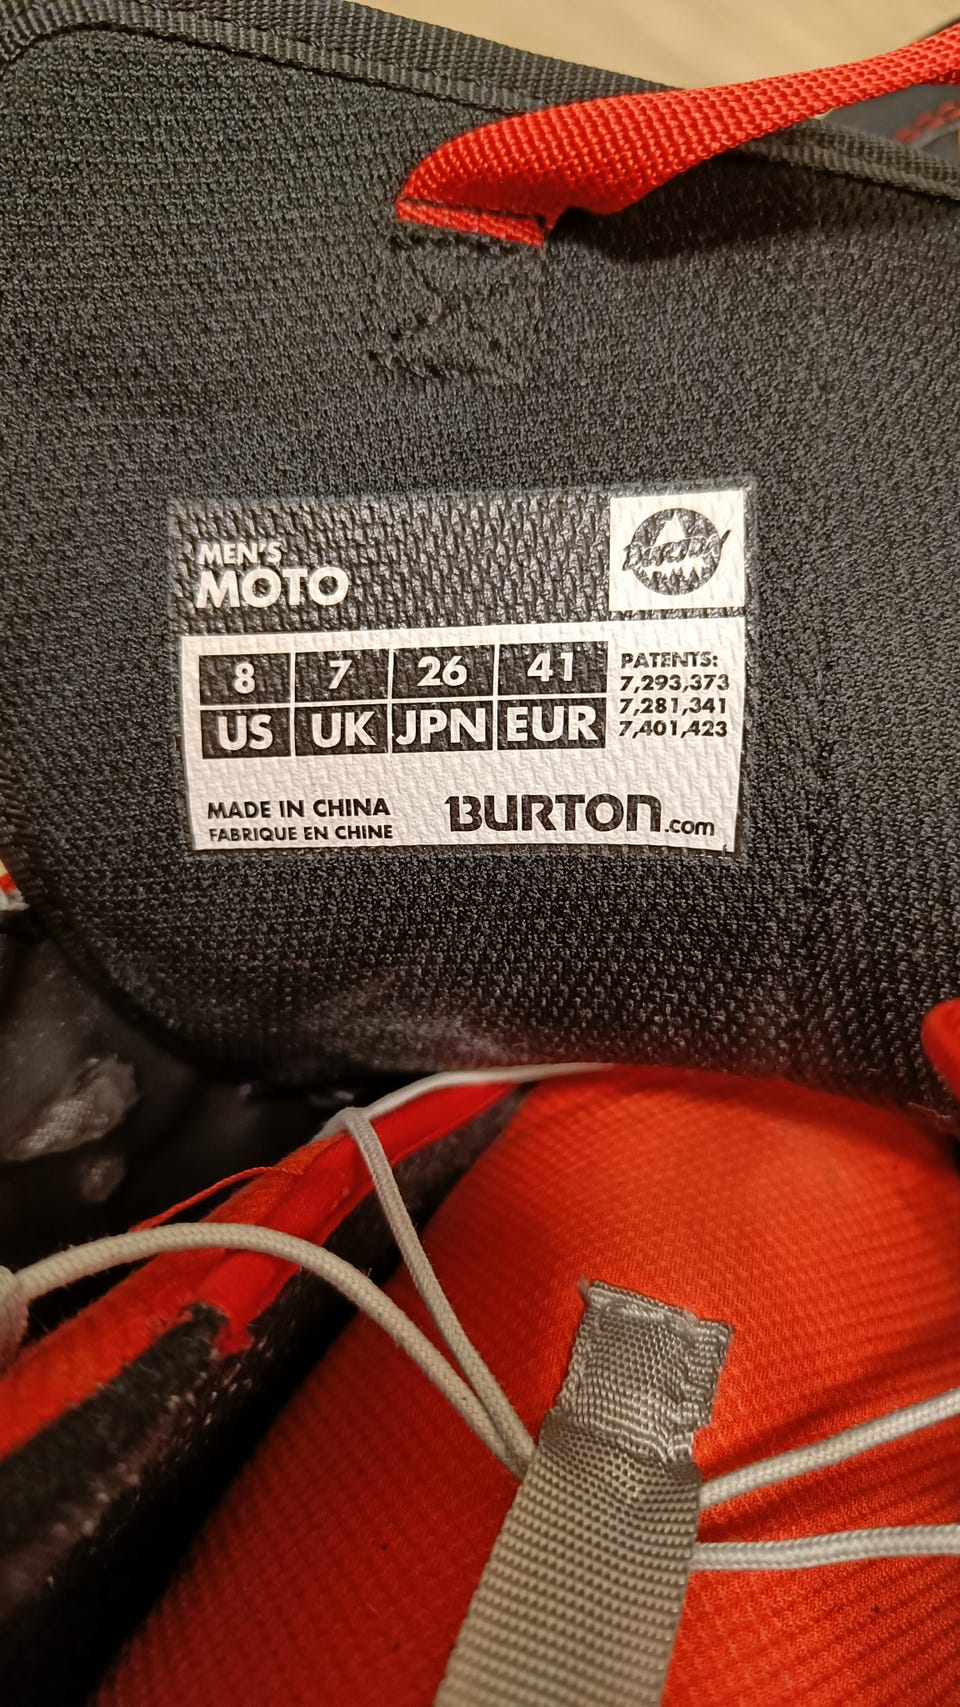 MEN'S
MOTO
BURTON
8 7 26 41
US UK JPN EUR
PATENTS:
7,293,373
7,281,341
7,401,423
MADE IN CHINA
FABRIQUE EN CHINE
BURTON.com